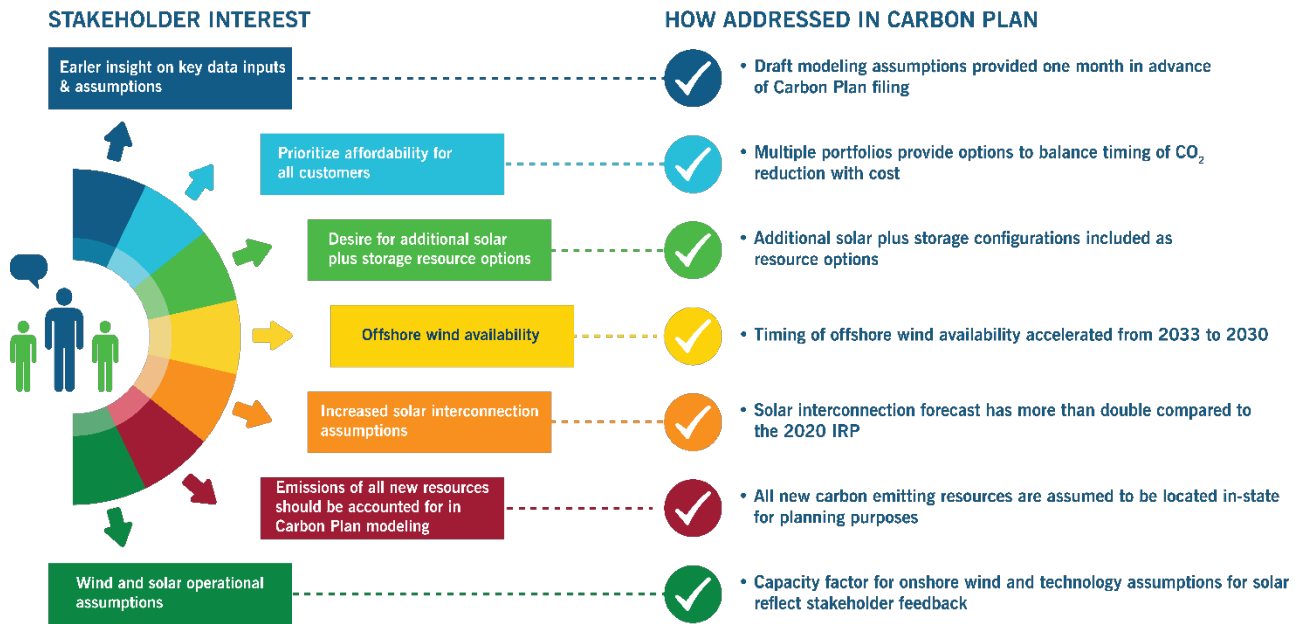 STAKEHOLDER INTEREST
HOW ADDRESSED IN CARBON PLAN
Earler insight on key data inputs
& assumptions
• Draft modeling assumptions provided one month in advance
of Carbon Plan filing
Prioritize affordability for
all customers
• Multiple portfolios provide options to balance timing of CO₂
reduction with cost
Desire for additional solar
plus storage resource options
• Additional solar plus storage configurations included as
resource options
Offshore wind availability
• Timing of offshore wind availability accelerated from 2033 to 2030
Increased solar interconnection
assumptions
• Solar interconnection forecast has more than double compared to
the 2020 IRP
Emissions of all new resources
should be accounted for in
Carbon Plan modeling
• All new carbon emitting resources are assumed to be located in-state
for planning purposes
Wind and solar operational
assumptions
• Capacity factor for onshore wind and technology assumptions for solar
reflect stakeholder feedback